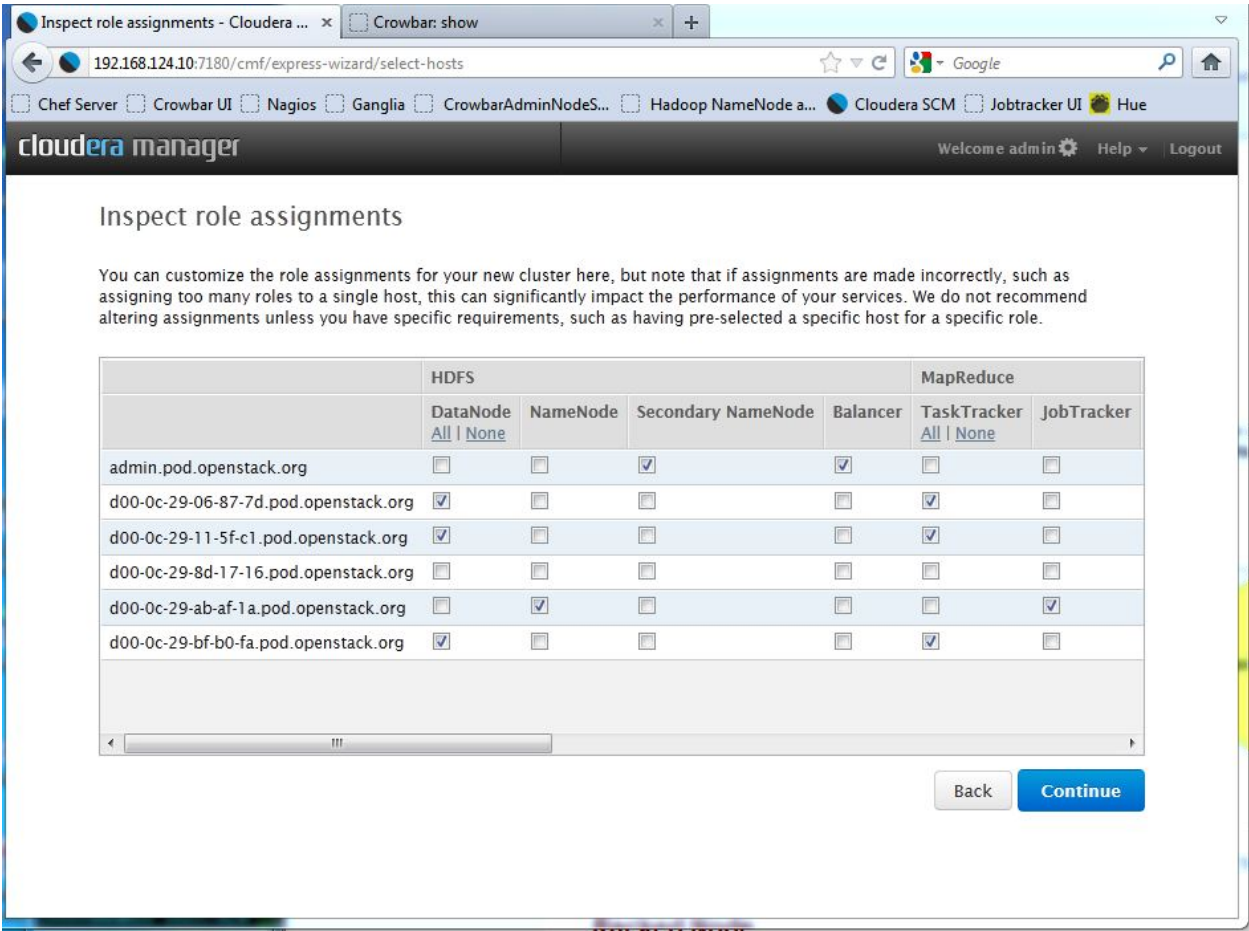 Inspect role assignments - Cloudera ... × Crowbar: show × +
192.168.124.10:7180/cmf/express-wizard/select-hosts Google
Chef Server Crowbar UI Nagios Ganglia CrowbarAdminNodeS... Hadoop NameNode a... Cloudera SCM Jobtracker UI Hue
cloudera manager Welcome admin Help Logout
Inspect role assignments
You can customize the role assignments for your new cluster here, but note that if assignments are made incorrectly, such as
assigning too many roles to a single host, this can significantly impact the performance of your services. We do not recommend
altering assignments unless you have specific requirements, such as having pre-selected a specific host for a specific role.
HDFS MapReduce
DataNode NameNode Secondary NameNode Balancer TaskTracker JobTracker
All | None All | None
admin.pod.openstack.org
d00-0c-29-06-87-7d.pod.openstack.org
d00-0c-29-11-5f-c1.pod.openstack.org
d00-0c-29-8d-17-16.pod.openstack.org
d00-0c-29-ab-af-1a.pod.openstack.org
d00-0c-29-bf-b0-fa.pod.openstack.org
Back Continue